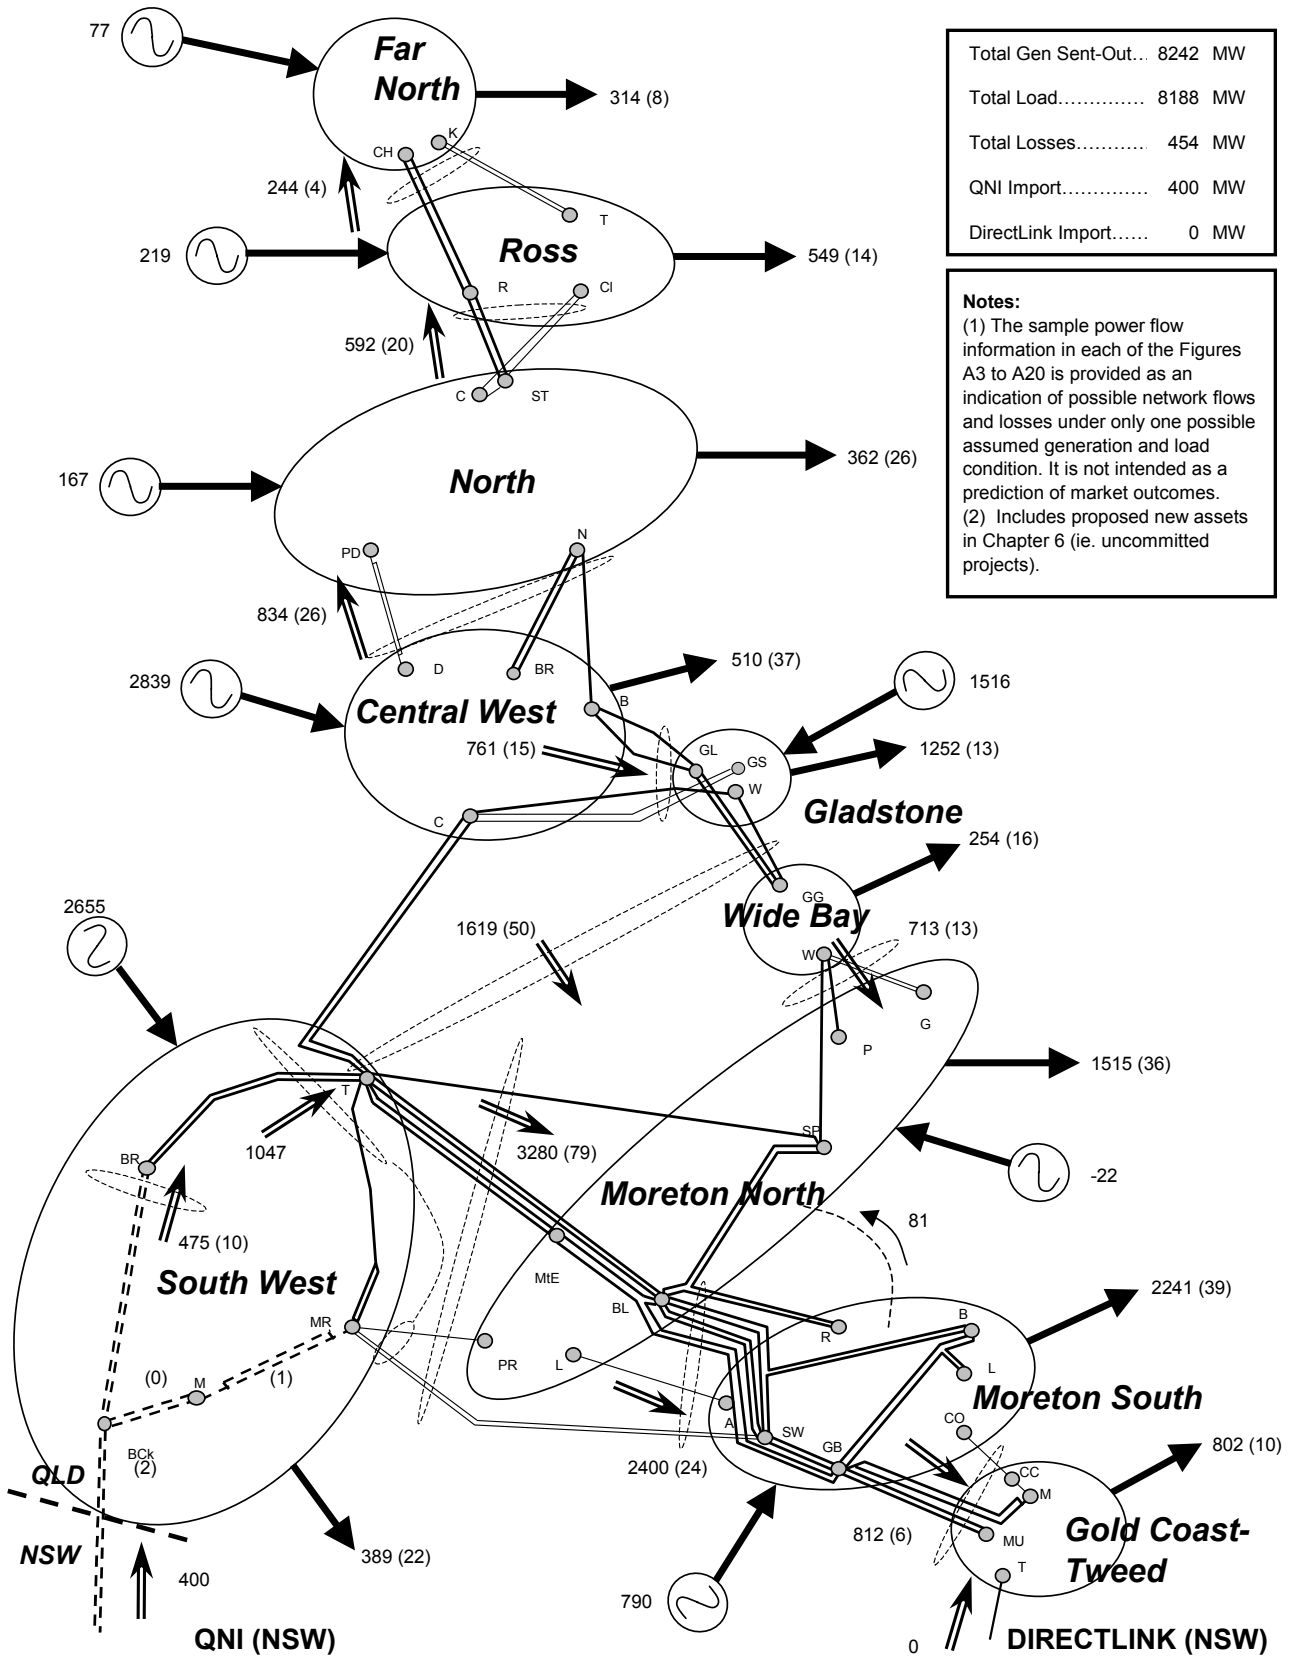 77
Far
North
314 (8)
K
CH
244 (4)
T
219
Ross
549 (14)
R
CI
592 (20)
C
ST
167
North
362 (26)
PD
N
834 (26)
Total Gen Sent-Out... 8242 MW
Total Load.............. 8188 MW
Total Losses........... 454 MW
QNI Import.............. 400 MW
DirectLink Import...... 0 MW
Notes:
(1) The sample power flow
information in each of the Figures
A3 to A20 is provided as an
indication of possible network flows
and losses under only one possible
assumed generation and load
condition. It is not intended as a
prediction of market outcomes.
(2) Includes proposed new assets
in Chapter 6 (ie. uncommitted
projects).
D
BR
510 (37)
2839
1516
B
Central West
761 (15)
GL
GS
1252 (13)
W
C
Gladstone
254 (16)
GG
Wide Bay
2655
1619 (50)
713 (13)
W
G
P
1515 (36)
T
SP
1047
3280 (79)
BR
-22
Moreton North
81
475 (10)
South West
MtE
BL
2241 (39)
MR
R
B
PR
L
L
(0)
M
(1)
Moreton South
A
CO
SW
BCk
(2)
GB
2400 (24)
802 (10)
QLD
CC
M
812 (6)
MU
Gold Coast-
Tweed
NSW
389 (22)
T
400
790
QNI (NSW)
0
DIRECTLINK (NSW)